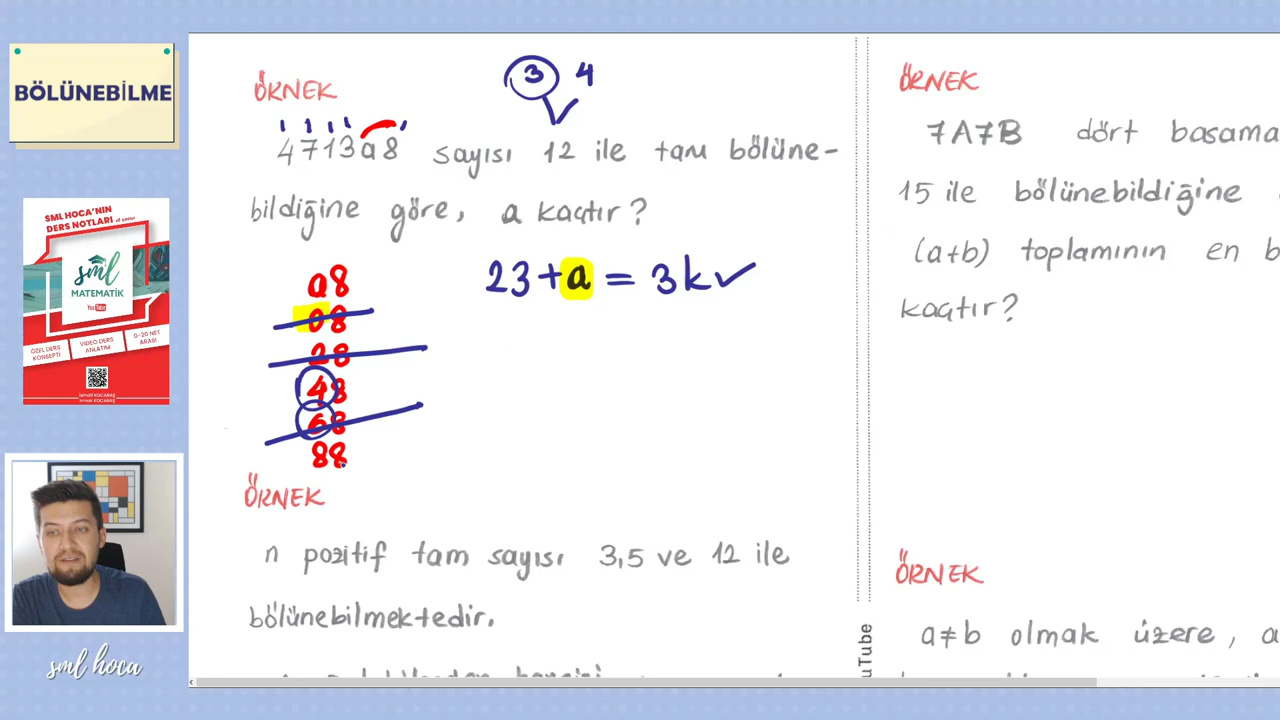 BÖLÜNEBİLME
SML HOCA'NIN
DERS NOTLARI
sml
MATEMATİK
YouTube
ÖZEL DERS
KONSEPTİ
VİDEO DERS
ANLATIM
0-20 NET
ARASI
sml hoca
ÖRNEK
3 4
4713a8 sayısı 12 ile tam bölüne-
bildiğine göre, a kaçtır?
23+a = 3k
a8
08
28
48
68
88
ÖRNEK
n pozitif tam sayısı 3,5 ve 12 ile
bölünebilmektedir.
ÖRNEK
7A7B dört basama
15 ile bölünebildiğine
(a+b) toplamının en b
kaçtır?
ÖRNEK
a≠b olmak üzere, a
uTube